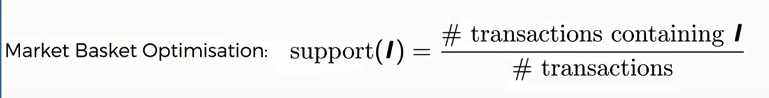 Market Basket Optimisation: support(I) = # transactions containing I / # transactions